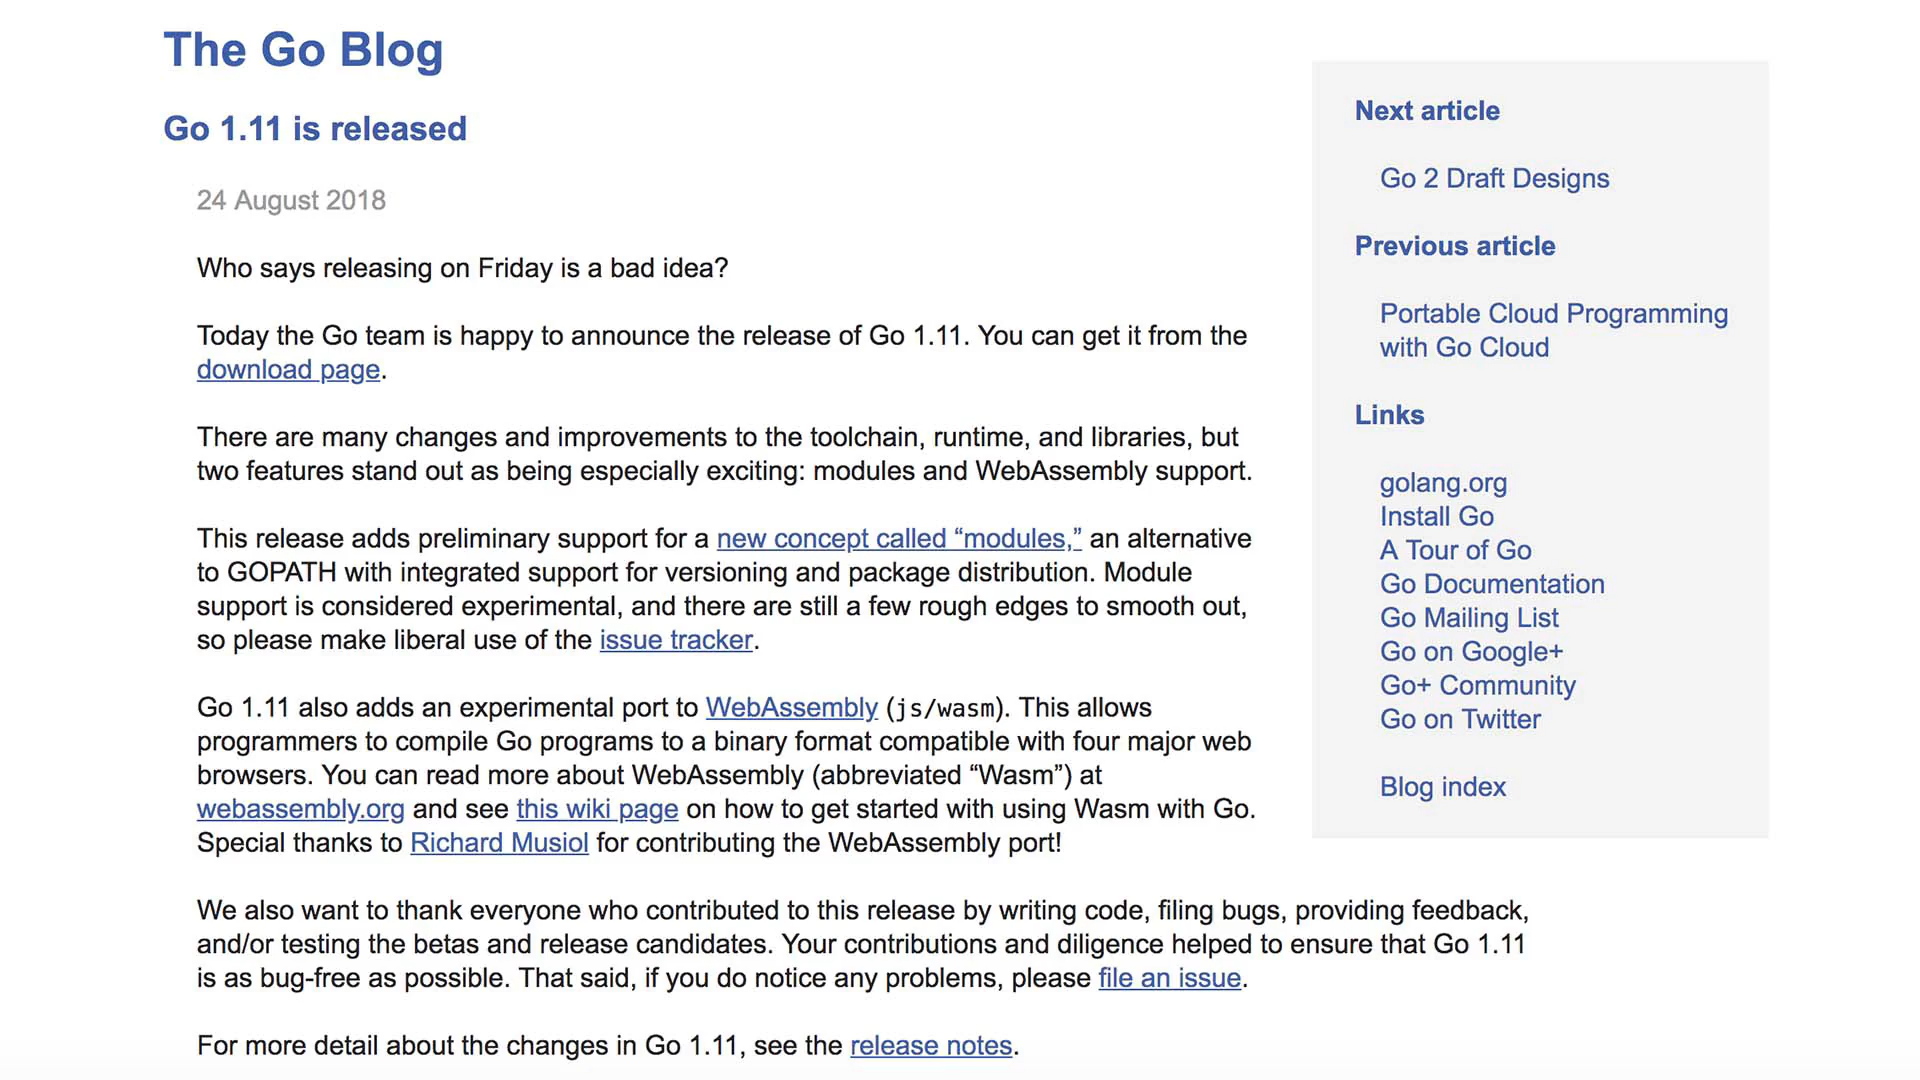 The Go Blog
Go 1.11 is released
24 August 2018
Who says releasing on Friday is a bad idea?
Today the Go team is happy to announce the release of Go 1.11. You can get it from the
download page.
There are many changes and improvements to the toolchain, runtime, and libraries, but
two features stand out as being especially exciting: modules and WebAssembly support.
This release adds preliminary support for a new concept called “modules,” an alternative
to GOPATH with integrated support for versioning and package distribution. Module
support is considered experimental, and there are still a few rough edges to smooth out,
so please make liberal use of the issue tracker.
Go 1.11 also adds an experimental port to WebAssembly (js/wasm). This allows
programmers to compile Go programs to a binary format compatible with four major web
browsers. You can read more about WebAssembly (abbreviated “Wasm”) at
webassembly.org and see this wiki page on how to get started with using Wasm with Go.
Special thanks to Richard Musiol for contributing the WebAssembly port!
We also want to thank everyone who contributed to this release by writing code, filing bugs, providing feedback,
and/or testing the betas and release candidates. Your contributions and diligence helped to ensure that Go 1.11
is as bug-free as possible. That said, if you do notice any problems, please file an issue.
For more detail about the changes in Go 1.11, see the release notes.
Next article
Go 2 Draft Designs
Previous article
Portable Cloud Programming
with Go Cloud
Links
golang.org
Install Go
A Tour of Go
Go Documentation
Go Mailing List
Go on Google+
Go+ Community
Go on Twitter
Blog index